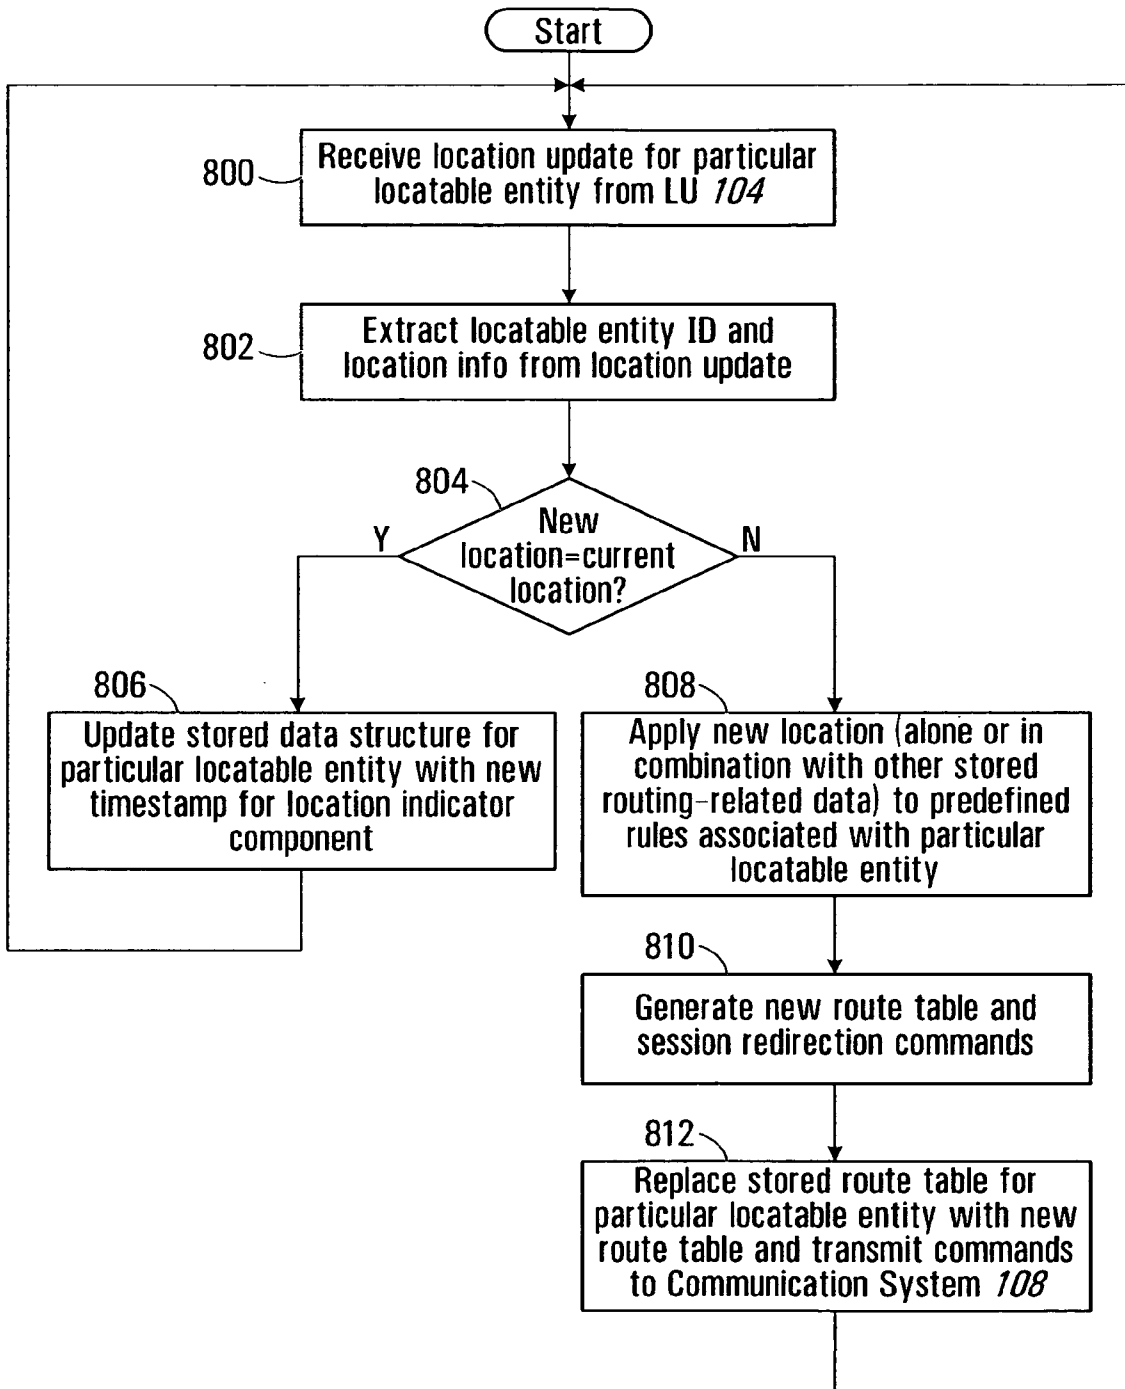 Start
800
Receive location update for particular
locatable entity from LU 104
802
Extract locatable entity ID and
location info from location update
804
New
location=current
location?
Y
N
806
Update stored data structure for
particular locatable entity with new
timestamp for location indicator
component
808
Apply new location (alone or in
combination with other stored
routing-related data) to predefined
rules associated with particular
locatable entity
810
Generate new route table and
session redirection commands
812
Replace stored route table for
particular locatable entity with new
route table and transmit commands
to Communication System 108